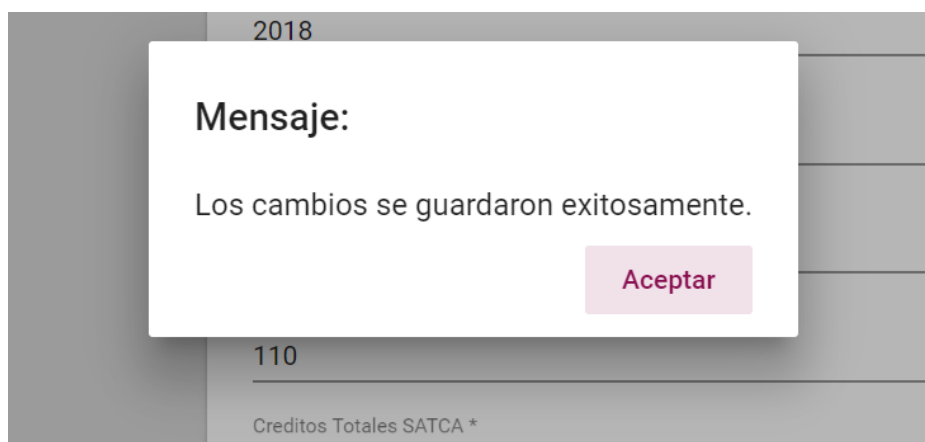 2018
Mensaje:
Los cambios se guardaron exitosamente.
Aceptar
110
Creditos Totales SATCA *